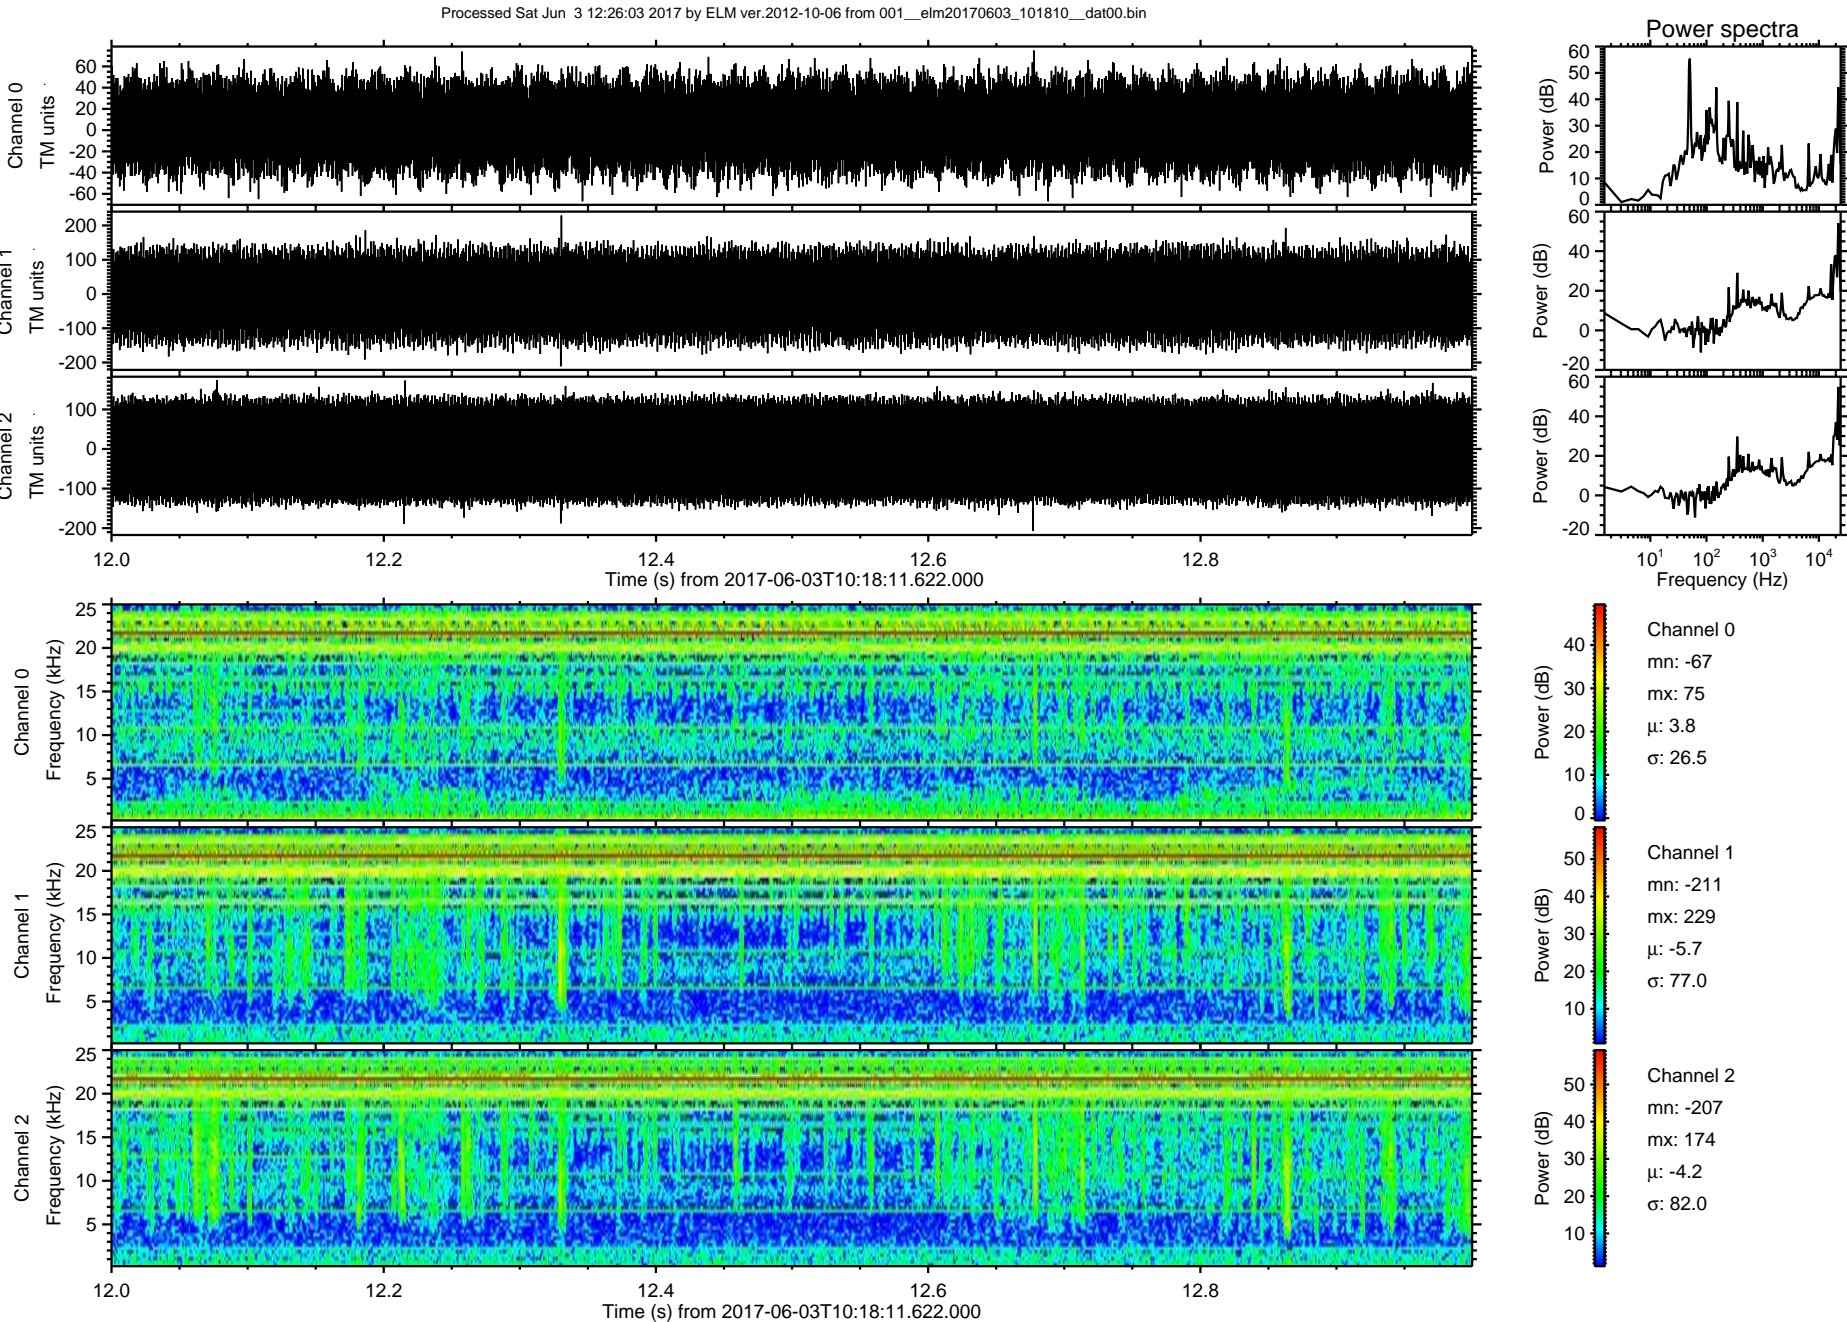 Processed Sat Jun 3 12:26:03 2017 by ELM ver.2012-10-06 from 001__elm20170603_101810__dat00.bin
Power spectra
Channel 0
TM units
60
40
20
0
-20
-40
-60
Power (dB)
60
50
40
30
20
10
0
Channel 1
TM units
200
100
0
-100
-200
Power (dB)
60
40
20
0
-20
Channel 2
TM units
100
0
-100
-200
Power (dB)
60
40
20
0
-20
12.0 12.2 12.4 12.6 12.8
Time (s) from 2017-06-03T10:18:11.622.000
10¹ 10² 10³ 10⁴
Frequency (Hz)
Channel 0
Frequency (kHz)
25
20
15
10
5
Power (dB)
40
30
20
10
0
Channel 0
mn: -67
mx: 75
μ: 3.8
σ: 26.5
Channel 1
Frequency (kHz)
25
20
15
10
5
Power (dB)
50
40
30
20
10
Channel 1
mn: -211
mx: 229
μ: -5.7
σ: 77.0
Channel 2
Frequency (kHz)
25
20
15
10
5
Power (dB)
50
40
30
20
10
Channel 2
mn: -207
mx: 174
μ: -4.2
σ: 82.0
12.0 12.2 12.4 12.6 12.8
Time (s) from 2017-06-03T10:18:11.622.000